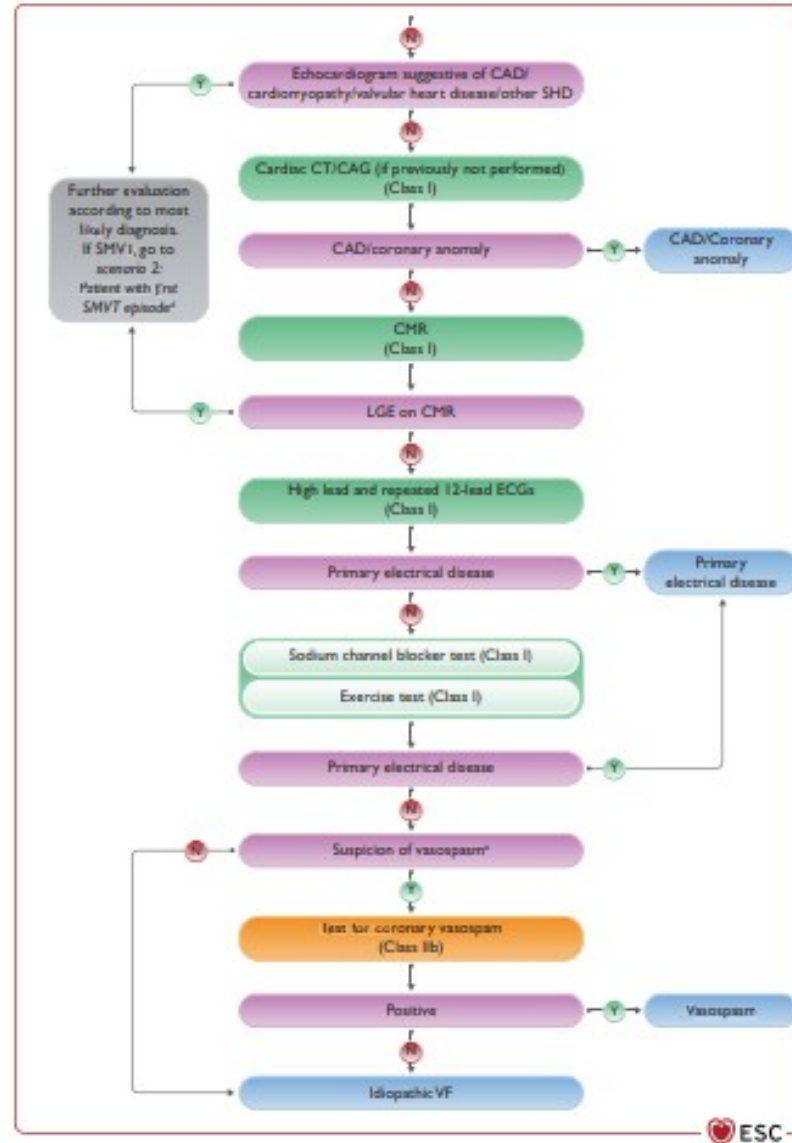 N
Echocardiogram suggestive of CAD/
cardiomyopathy/valvular heart disease/other SHD
Y
N
Cardiac CT/CAG (if previously not performed)
(Class I)
Further evaluation
according to most
likely diagnosis.
If SMVT, go to
scenario 2:
Patient with first
SMVT episode
CAD/coronary anomaly
Y
CAD/Coronary
anomaly
N
CMR
(Class I)
Y
LGE on CMR
N
High lead and repeated 12-lead ECGs
(Class I)
Primary electrical disease
Y
Primary
electrical disease
N
Sodium channel blocker test (Class I)
Exercise test (Class I)
Primary electrical disease
Y
N
N
Suspicion of vasospasm
Y
Test for coronary vasospam
(Class IIb)
Positive
Y
Vasospasm
N
Idiopathic VF
ESC